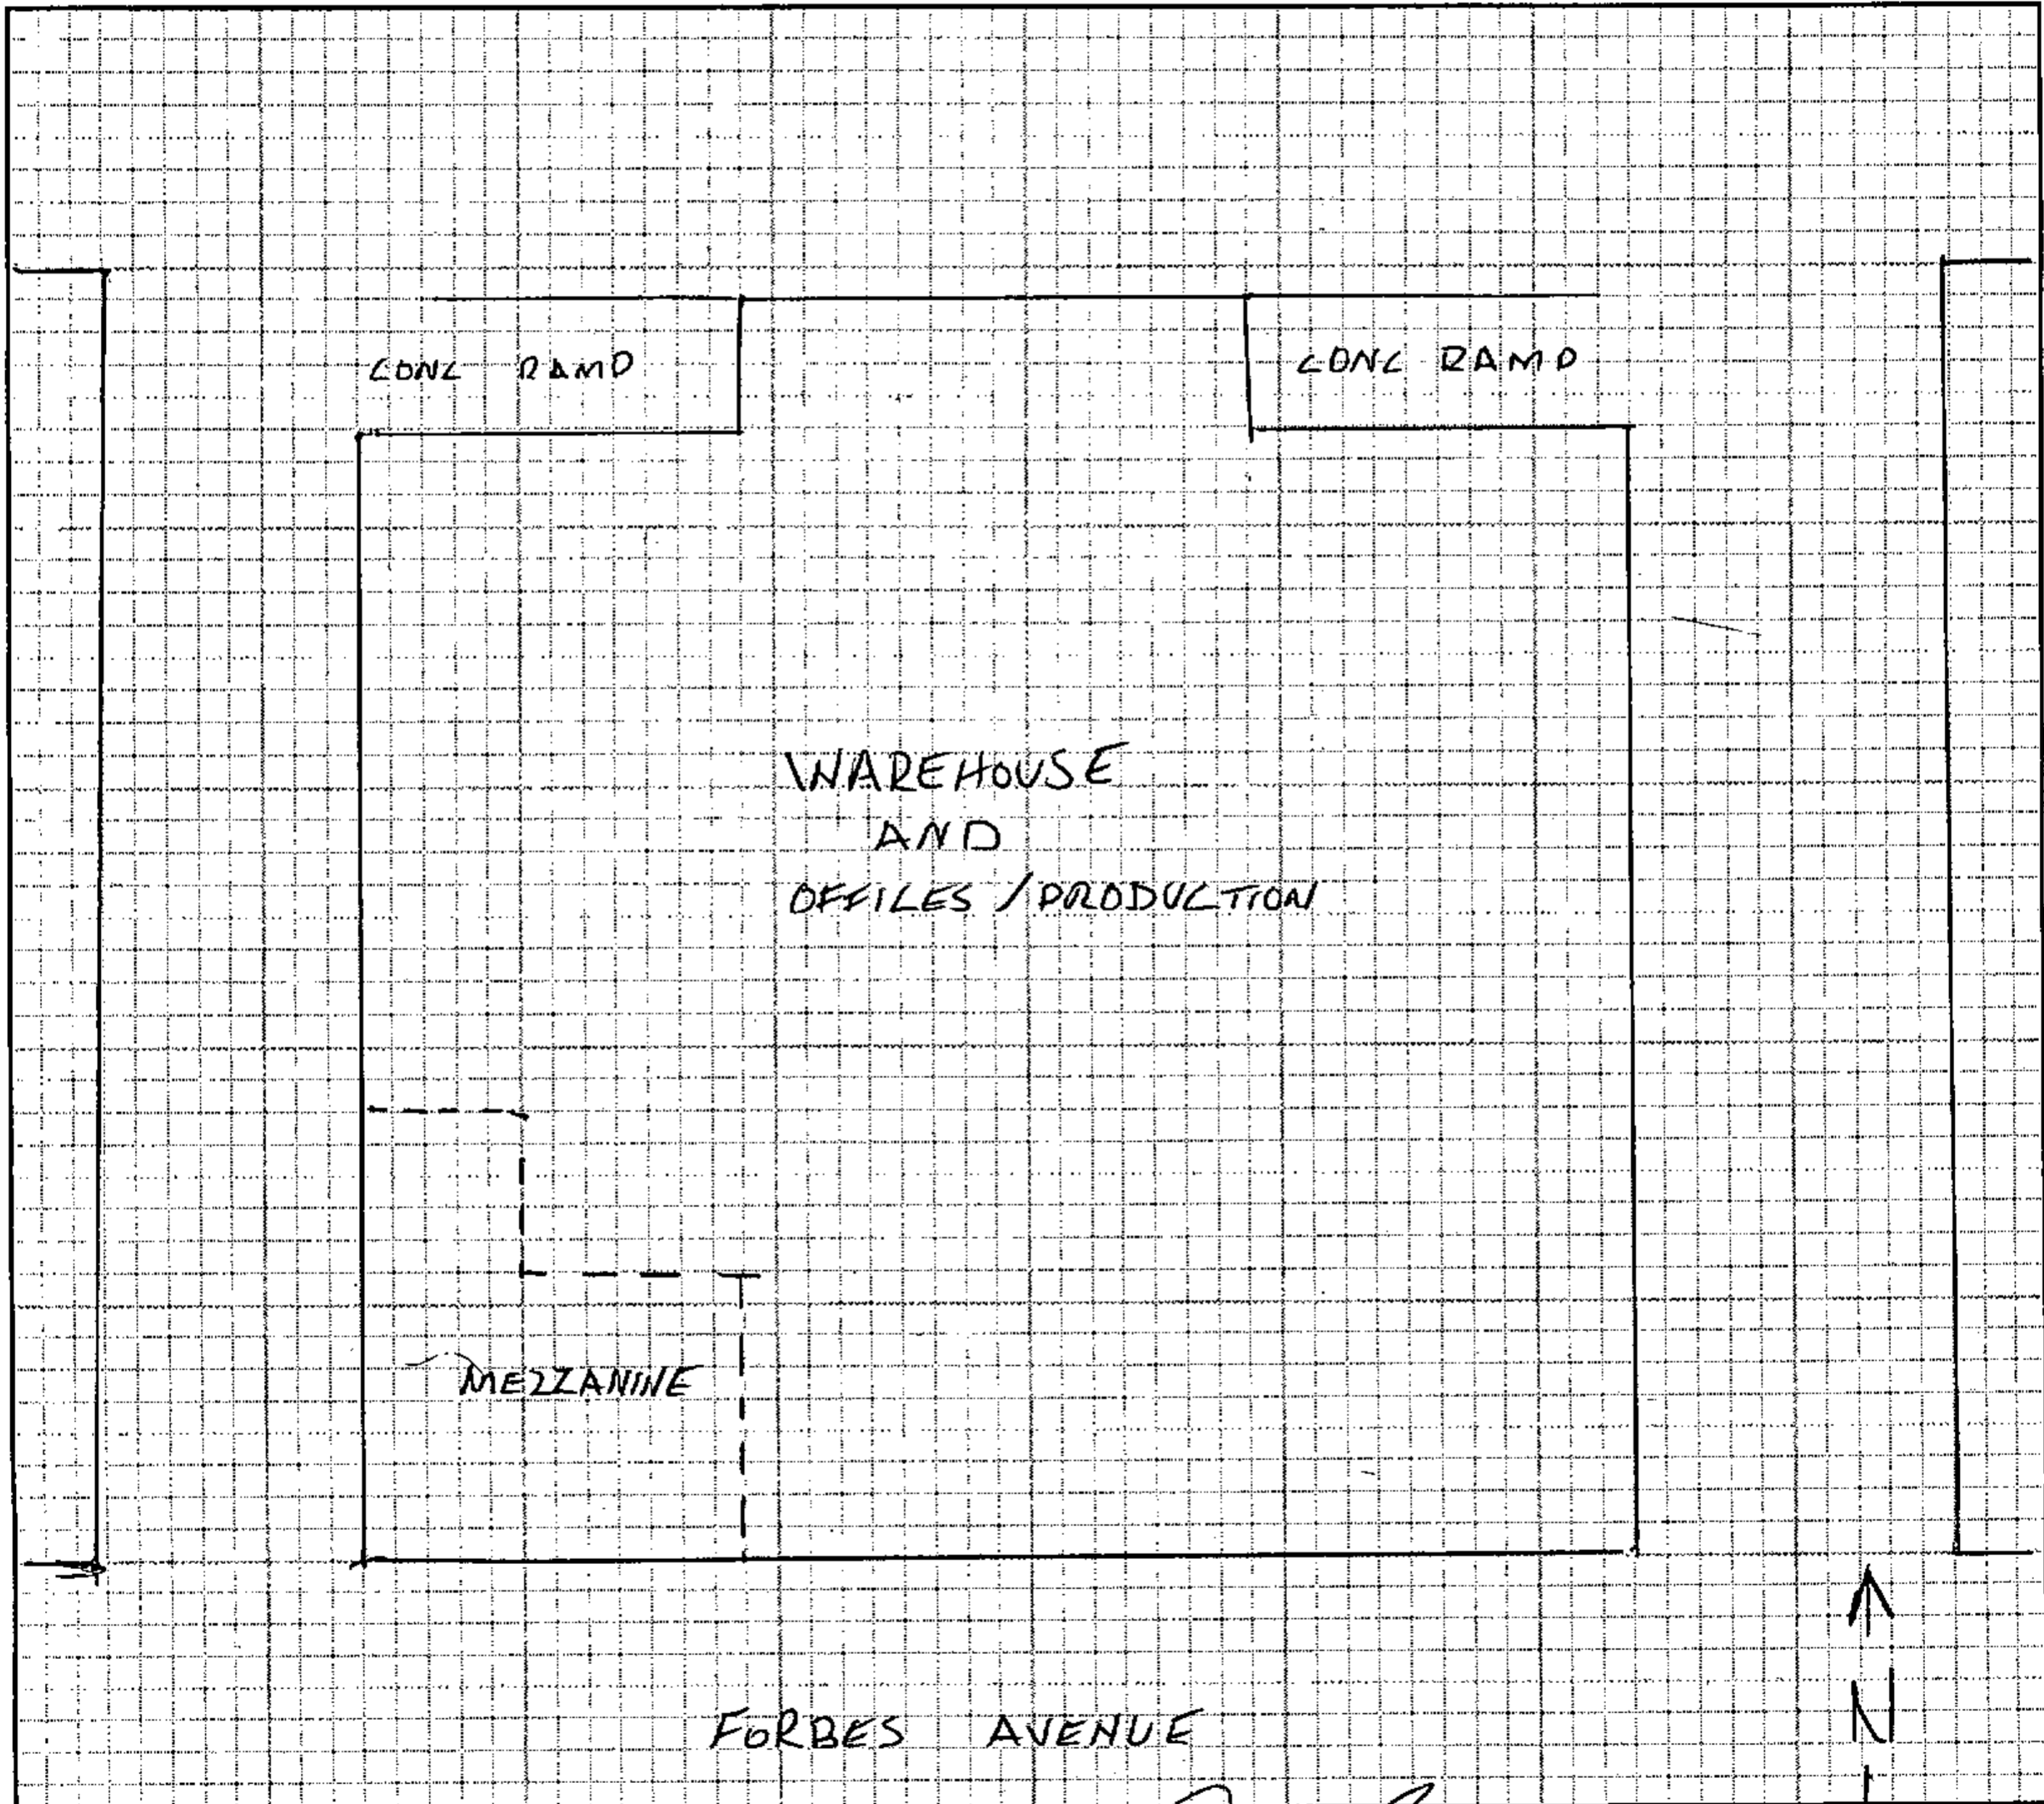 CONC RAMP
CONC RAMP
WAREHOUSE
AND
OFFICES / PRODUCTION
MEZZANINE
FORBES AVENUE
N